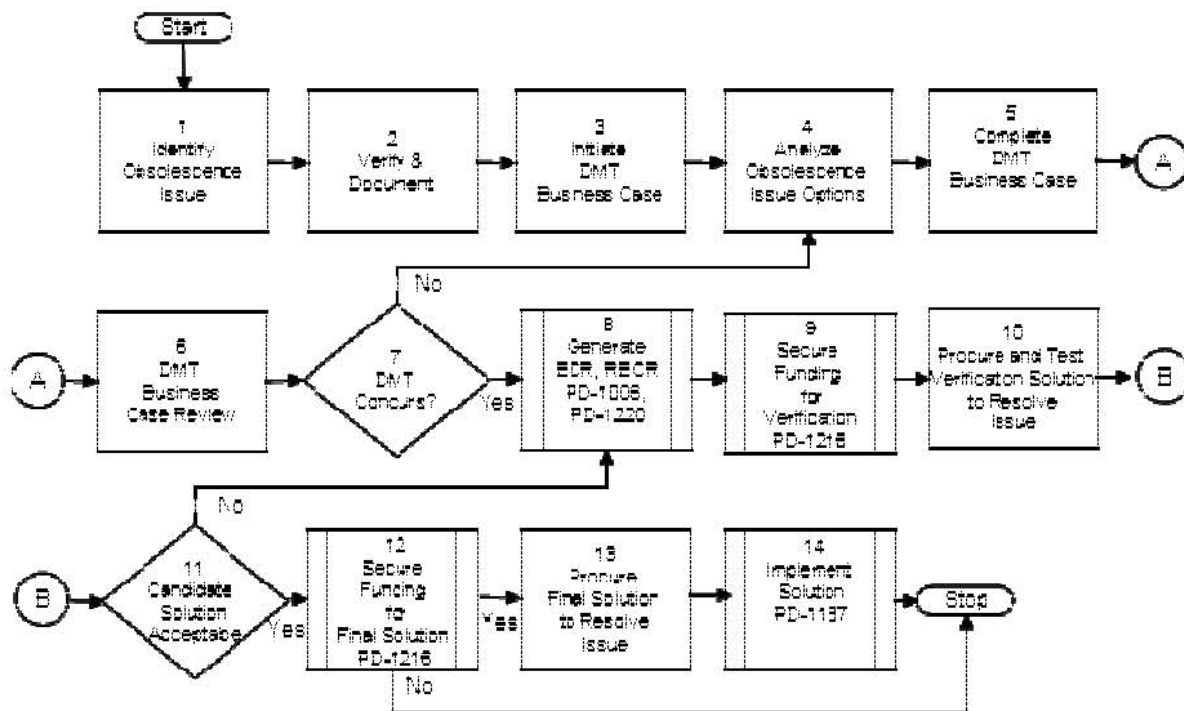 Start
1
Identify
Obsolescence
Issue
2
Verify &
Document
3
Initiate
DMT
Business Case
4
Analyze
Obsolescence
Issue Options
5
Complete
DMT
Business Case
A
No
A
6
DMT
Business
Case Review
7
DMT
Concurs?
Yes
8
Generate
ECR, RECR
PD-1006,
PD-1220
9
Secure
Funding
for
Verification
PD-1216
10
Procure and Test
Verification Solution
to Resolve
Issue
B
No
B
11
Candidate
Solution
Acceptable
Yes
12
Secure
Funding
for
Final Solution
PD-1216
Yes
No
13
Procure
Final Solution
to Resolve
Issue
14
Implement
Solution
PD-1137
Stop